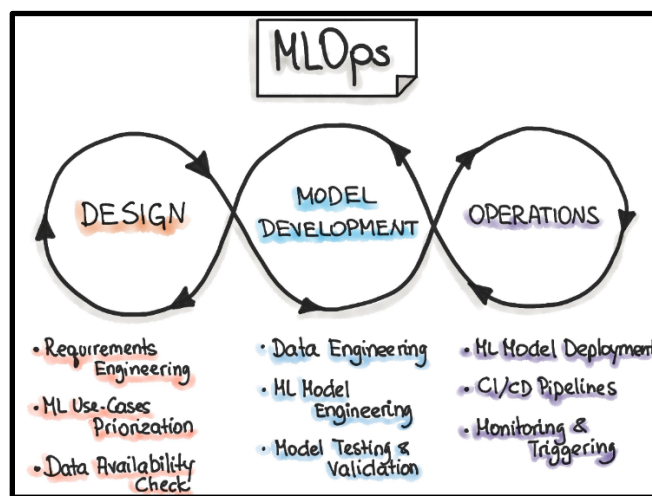 MLOps
DESIGN
MODEL
DEVELOPMENT
OPERATIONS
• Requirements
Engineering
• ML Use-Cases
Priorization
• Data Availability
Check
• Data Engineering
• ML Model
Engineering
• Model Testing &
Validation
• ML Model Deployment
• CI/CD Pipelines
• Monitoring &
Triggering